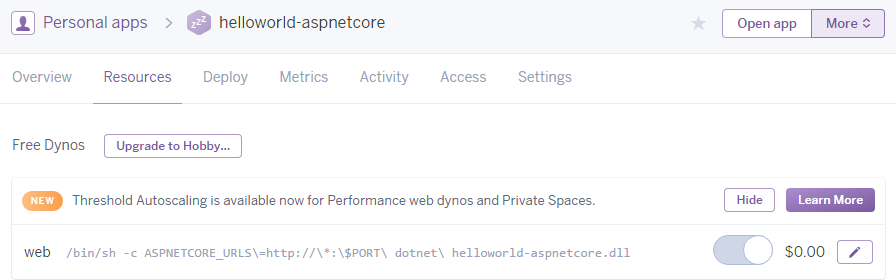 Personal apps > helloworld-aspnetcore
Open app More
Overview Resources Deploy Metrics Activity Access Settings
Free Dynos Upgrade to Hobby...
NEW Threshold Autoscaling is available now for Performance web dynos and Private Spaces. Hide Learn More
web /bin/sh -c ASPNETCORE_URLS\=http://\*:\$PORT\ dotnet\ helloworld-aspnetcore.dll $0.00